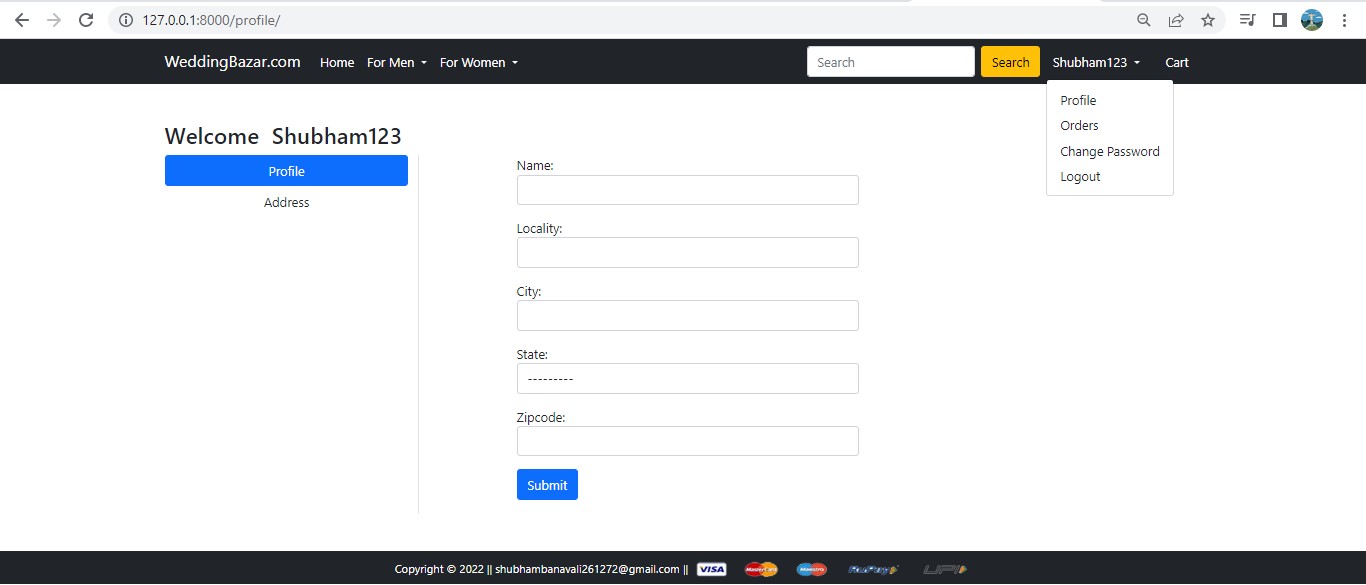 127.0.0.1:8000/profile/
WeddingBazar.com Home For Men For Women Search Search Shubham123 Cart
Profile
Orders
Change Password
Logout
Welcome Shubham123
Profile
Address
Name:
Locality:
City:
State:
---------
Zipcode:
Submit
Copyright © 2022 || shubhambanavali261272@gmail.com || VISA MasterCard Maestro RuPay UPI